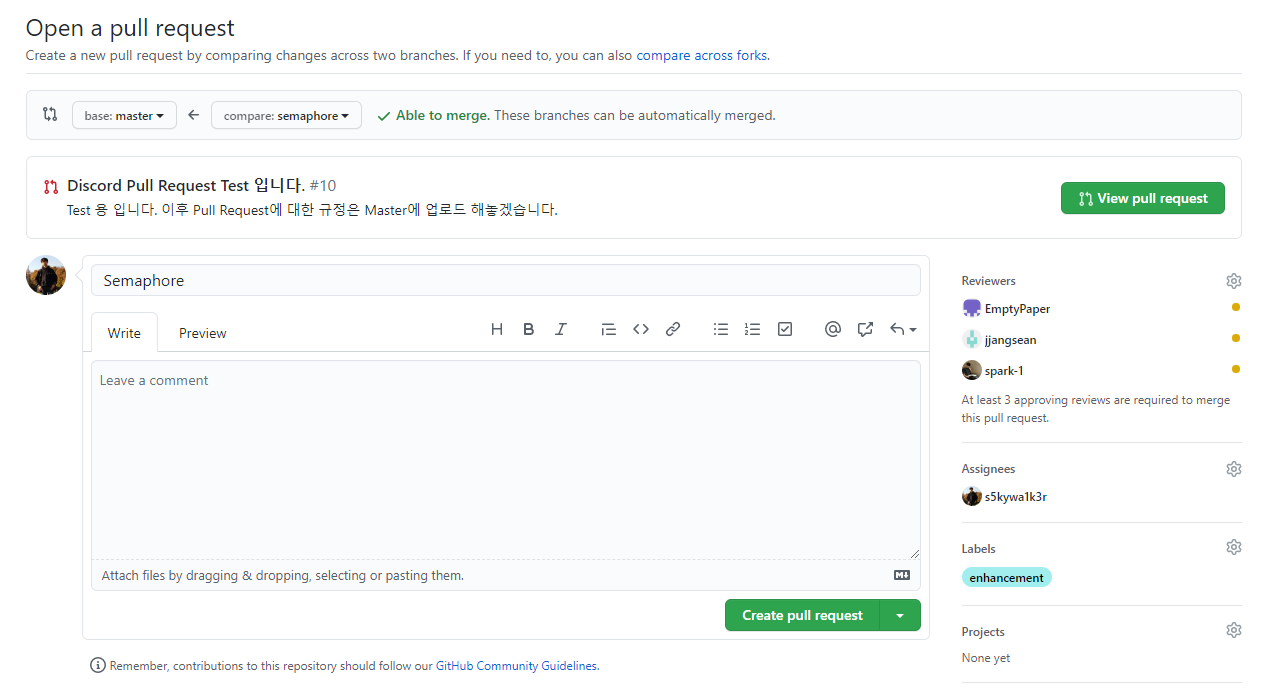 Open a pull request
Create a new pull request by comparing changes across two branches. If you need to, you can also compare across forks.
base: master
compare: semaphore
Able to merge. These branches can be automatically merged.
Discord Pull Request Test 입니다. #10
Test 용 입니다. 이후 Pull Request에 대한 규정은 Master에 업로드 해놓겠습니다.
View pull request
Semaphore
Write
Preview
Leave a comment
Attach files by dragging & dropping, selecting or pasting them.
Create pull request
Remember, contributions to this repository should follow our GitHub Community Guidelines.
Reviewers
EmptyPaper
jjangsean
spark-1
At least 3 approving reviews are required to merge
this pull request.
Assignees
s5kywa1k3r
Labels
enhancement
Projects
None yet